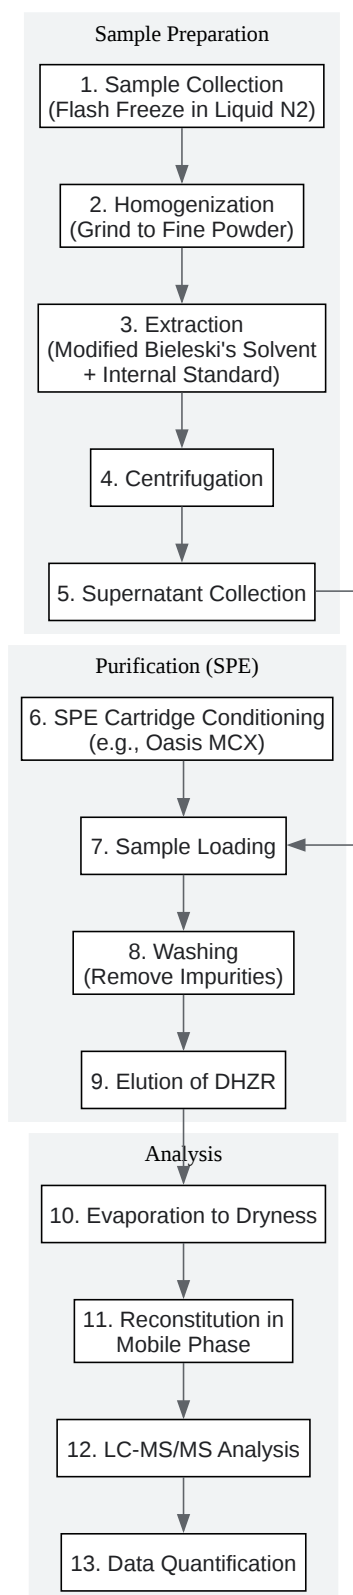 Sample Preparation
1. Sample Collection
(Flash Freeze in Liquid N2)
2. Homogenization
(Grind to Fine Powder)
3. Extraction
(Modified Bieleski's Solvent
+ Internal Standard)
4. Centrifugation
5. Supernatant Collection
Purification (SPE)
6. SPE Cartridge Conditioning
(e.g., Oasis MCX)
7. Sample Loading
8. Washing
(Remove Impurities)
9. Elution of DHZR
Analysis
10. Evaporation to Dryness
11. Reconstitution in
Mobile Phase
12. LC-MS/MS Analysis
13. Data Quantification